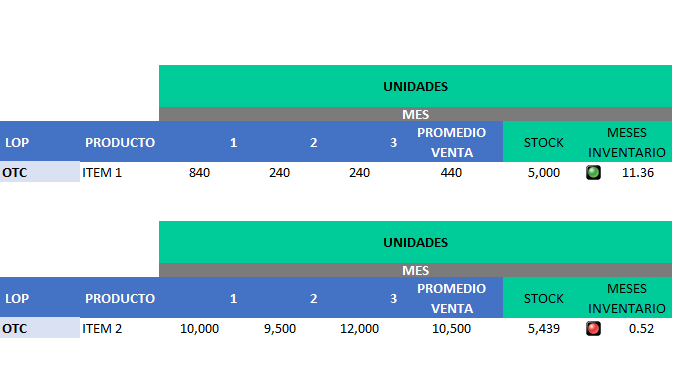 UNIDADES
MES
LOP PRODUCTO 1 2 3 PROMEDIO VENTA STOCK MESES INVENTARIO
OTC ITEM 1 840 240 240 440 5,000 11.36
UNIDADES
MES
LOP PRODUCTO 1 2 3 PROMEDIO VENTA STOCK MESES INVENTARIO
OTC ITEM 2 10,000 9,500 12,000 10,500 5,439 0.52